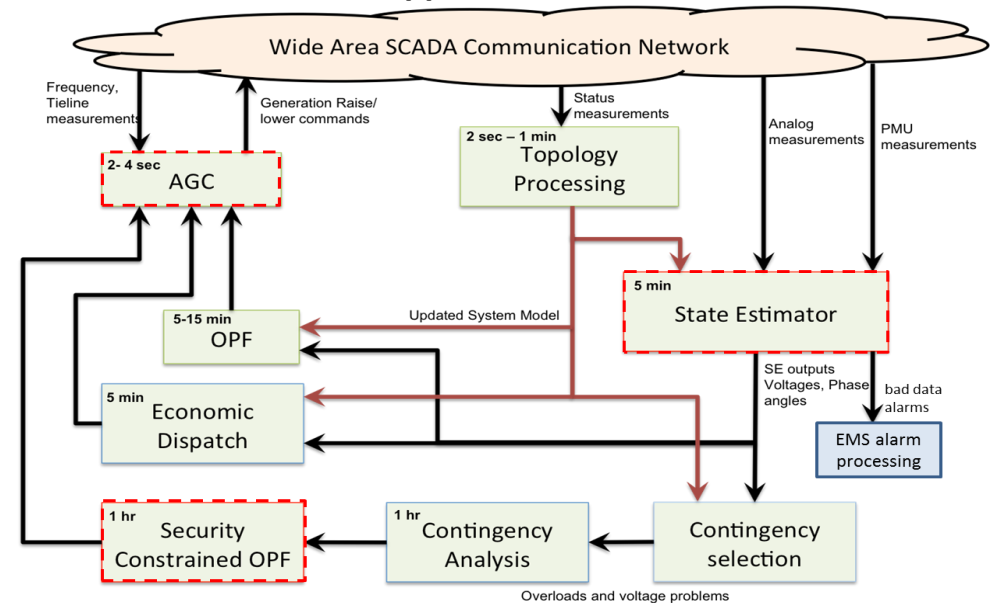 Wide Area SCADA Communication Network
Frequency,
Tieline
measurements
Generation Raise/
lower commands
Status
measurements
Analog
measurements
PMU
measurements
2- 4 sec
AGC
2 sec – 1 min
Topology
Processing
5 min
State Estimator
5-15 min
OPF
Updated System Model
SE outputs
Voltages, Phase
angles
bad data
alarms
5 min
Economic
Dispatch
EMS alarm
processing
1 hr
Security
Constrained OPF
1 hr
Contingency
Analysis
Contingency
selection
Overloads and voltage problems